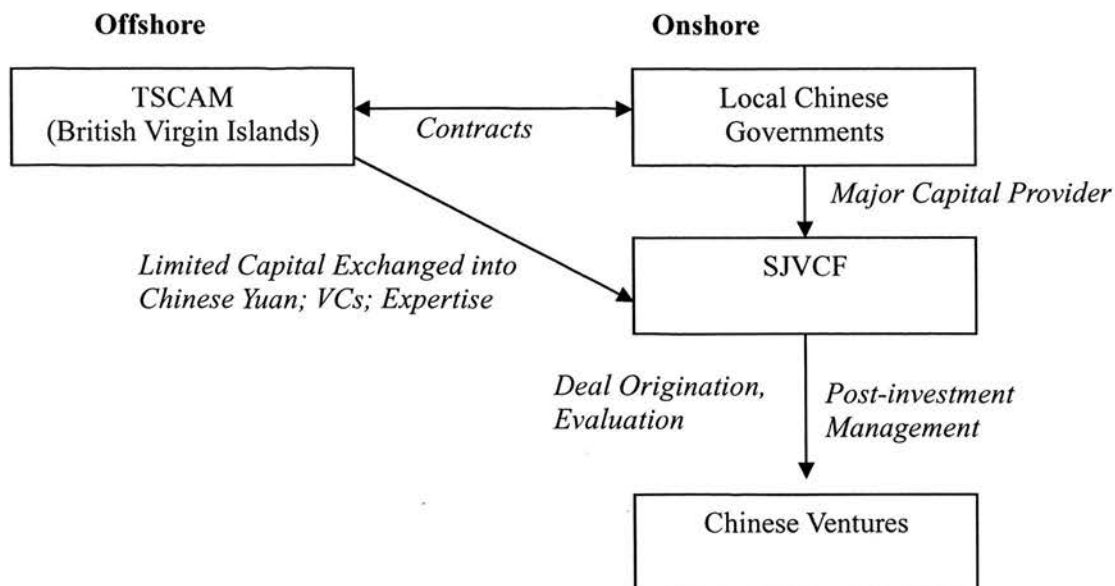 Offshore
Onshore
TSCAM
(British Virgin Islands)
Contracts
Local Chinese
Governments
Major Capital Provider
Limited Capital Exchanged into
Chinese Yuan; VCs; Expertise
SJVCF
Deal Origination,
Evaluation
Post-investment
Management
Chinese Ventures